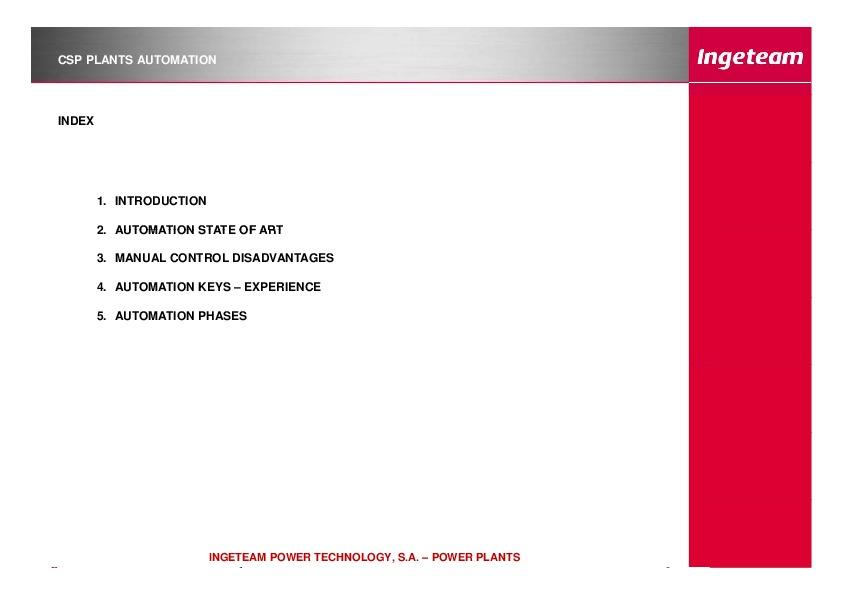 CSP PLANTS AUTOMATION
Ingeteam
INDEX
1. INTRODUCTION
2. AUTOMATION STATE OF ART
3. MANUAL CONTROL DISADVANTAGES
4. AUTOMATION KEYS – EXPERIENCE
5. AUTOMATION PHASES
INGETEAM POWER TECHNOLOGY, S.A. – POWER PLANTS